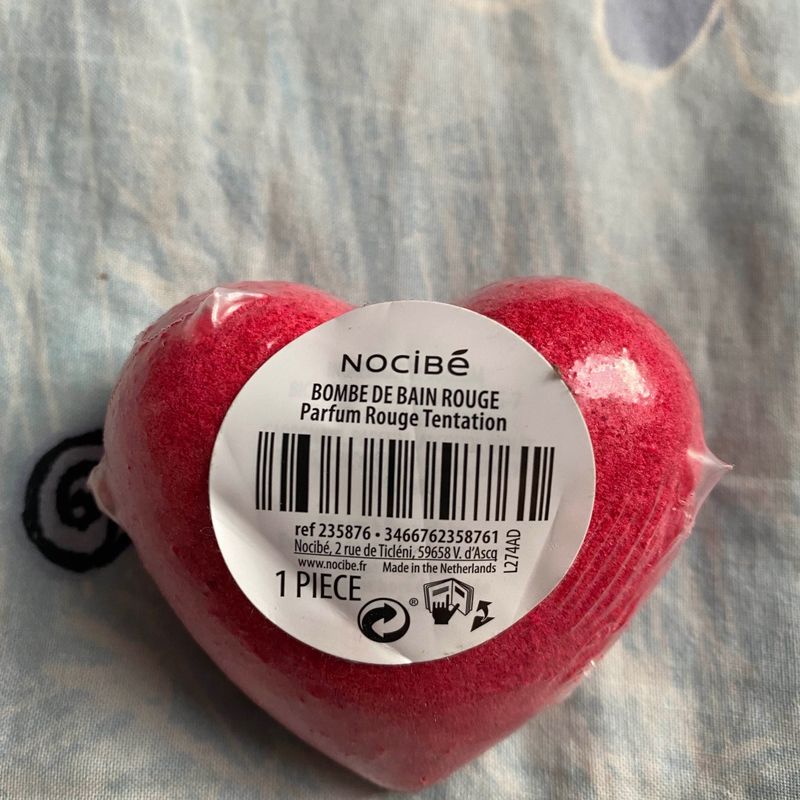 NOCIBÉ
BOMBE DE BAIN ROUGE
Parfum Rouge Tentation
ref 235876 • 3466762358761
Nocibé, 2 rue de Ticléni, 59658 V. d'Ascq
www.nocibe.fr Made in the Netherlands
L274AD
1 PIECE
®